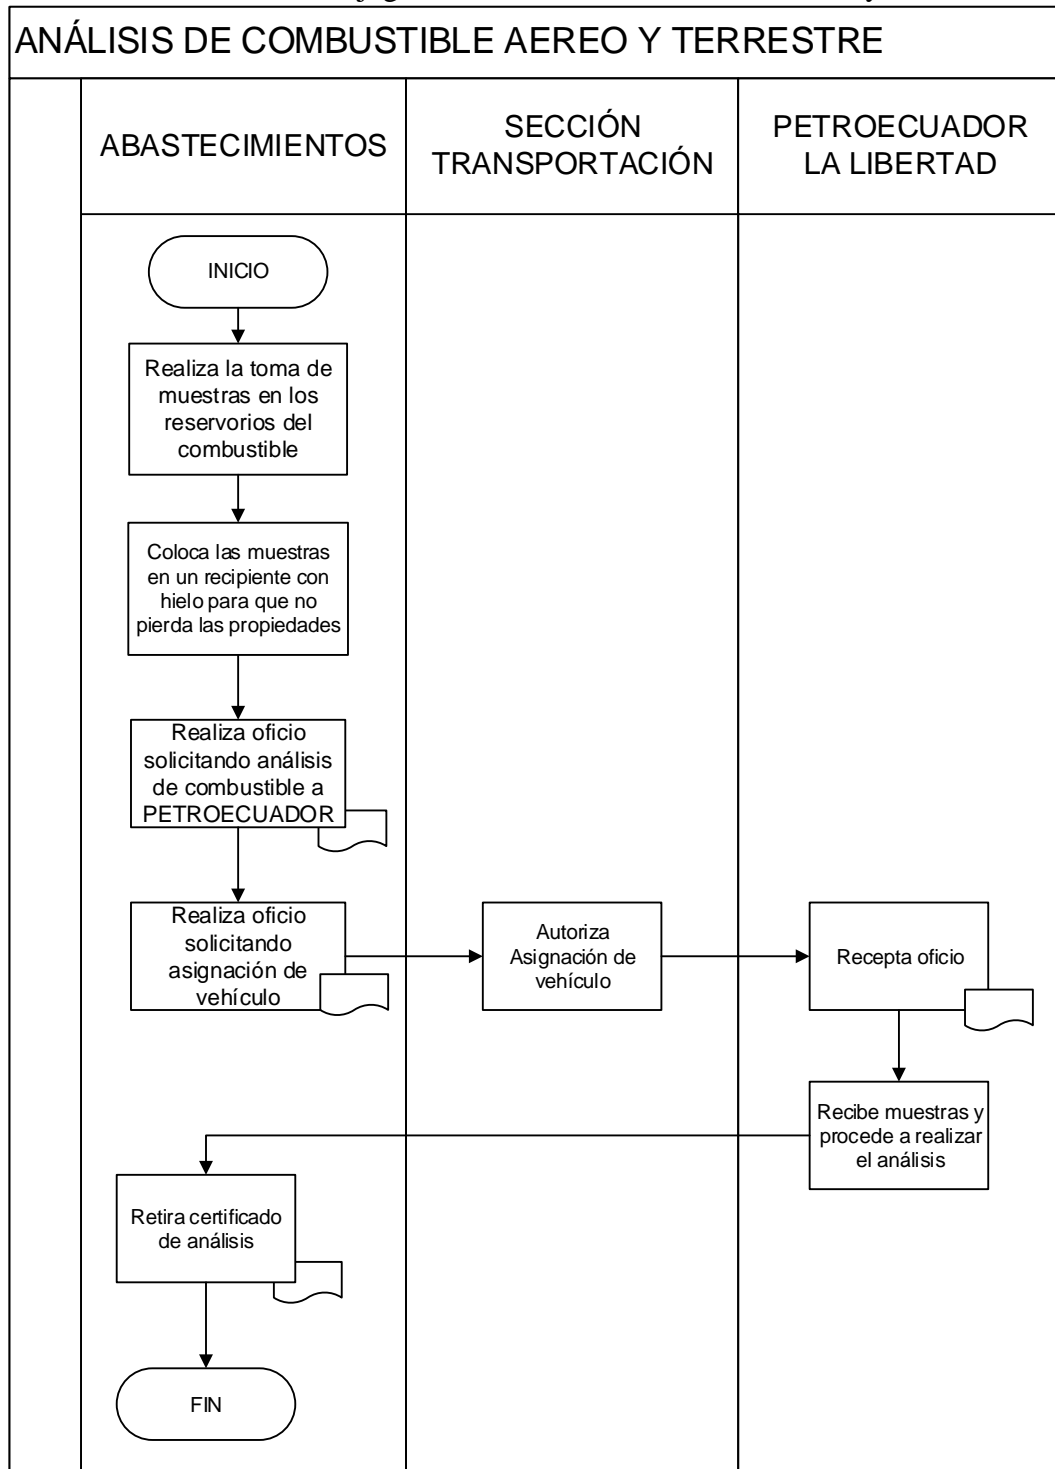 ANÁLISIS DE COMBUSTIBLE AEREO Y TERRESTRE
ABASTECIMIENTOS
SECCIÓN
TRANSPORTACIÓN
PETROECUADOR
LA LIBERTAD
INICIO
Realiza la toma de
muestras en los
reservorios del
combustible
Coloca las muestras
en un recipiente con
hielo para que no
pierda las propiedades
Realiza oficio
solicitando análisis
de combustible a
PETROECUADOR
Realiza oficio
solicitando
asignación de
vehículo
Autoriza
Asignación de
vehículo
Recepta oficio
Recibe muestras y
procede a realizar
el análisis
Retira certificado
de análisis
FIN